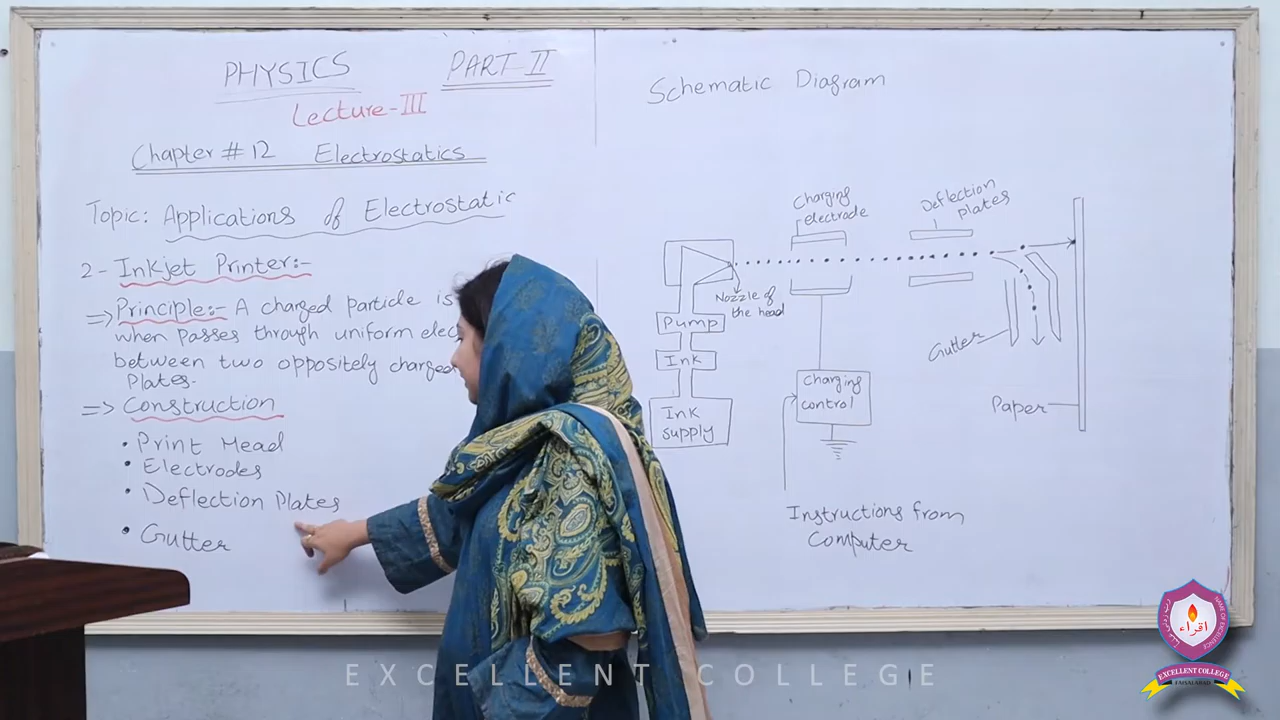 PHYSICS PART-II
Lecture-III
Chapter # 12 Electrostatics
Topic: Applications of Electrostatic
2- Inkjet Printer:-
=> Principle:- A charged particle is
when passes through uniform elec
between two oppositely charged
Plates.
=> Construction
• Print Head
• Electrodes
• Deflection Plates
• Gutter
Schematic Diagram
Charging
electrode
Deflection
plates
Nozzle of
the head
Pump
Ink
Ink
supply
Charging
control
Gutter
Paper
Instructions from
Computer
EXCELLENT COLLEGE
اقراء
EXCELLENT COLLEGE
FAISALABAD